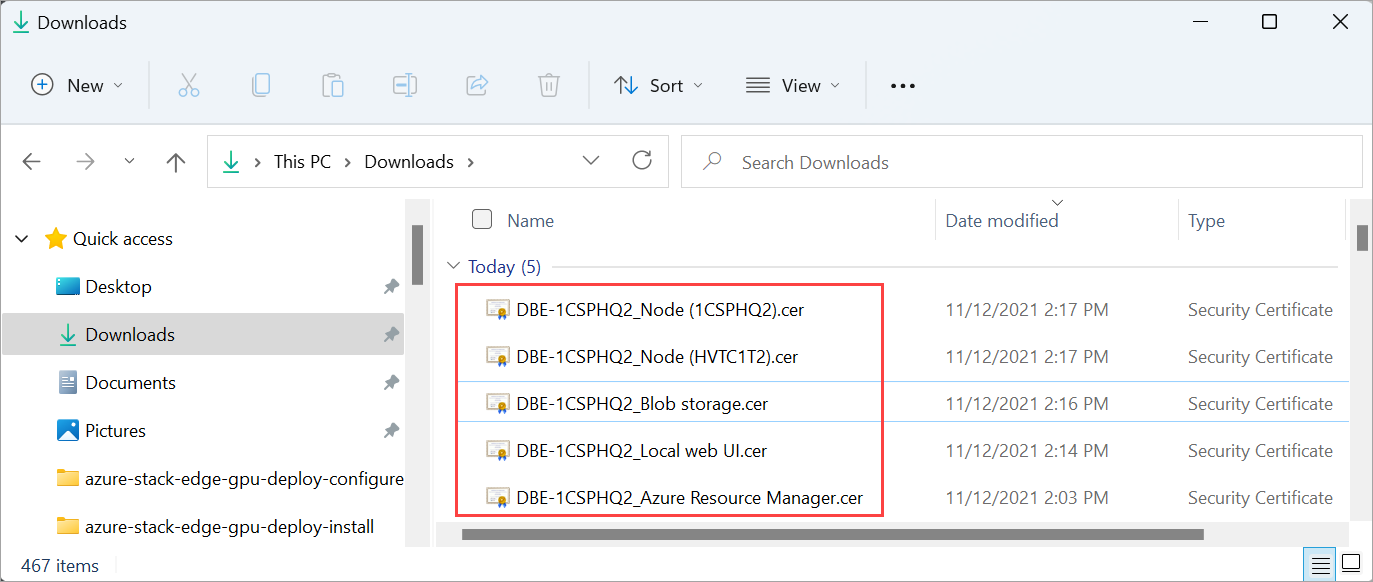 Downloads
New Sort View
This PC Downloads Search Downloads
Name Date modified Type
Quick access
Desktop
Downloads
Documents
Pictures
azure-stack-edge-gpu-deploy-configure
azure-stack-edge-gpu-deploy-install
Today (5)
DBE-1CSPHQ2_Node (1CSPHQ2).cer 11/12/2021 2:17 PM Security Certificate
DBE-1CSPHQ2_Node (HVTC1T2).cer 11/12/2021 2:17 PM Security Certificate
DBE-1CSPHQ2_Blob storage.cer 11/12/2021 2:16 PM Security Certificate
DBE-1CSPHQ2_Local web UI.cer 11/12/2021 2:14 PM Security Certificate
DBE-1CSPHQ2_Azure Resource Manager.cer 11/12/2021 2:03 PM Security Certificate
467 items